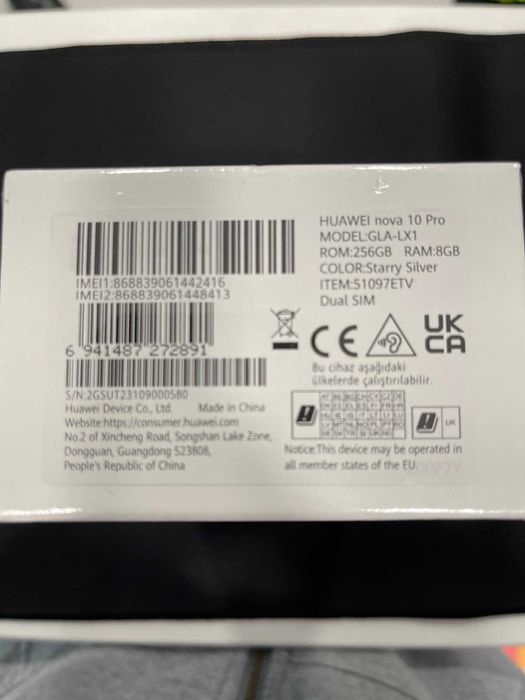 IMEI1:868839061442416
IMEI2:868839061448413
6 941487 272891
S/N:2GSUT23109000580
Huawei Device Co., Ltd. Made in China
Website:https://consumer.huawei.com
No.2 of Xincheng Road, Songshan Lake Zone,
Dongguan, Guangdong 523808,
People's Republic of China
HUAWEI nova 10 Pro
MODEL:GLA-LX1
ROM:256GB RAM:8GB
COLOR:Starry Silver
ITEM:51097ETV
Dual SIM
CE
UK
CA
Bu cihaz aşağıdaki
ülkelerde çalıştırılabilir.
UK
Notice:This device may be operated in
all member states of the EU.